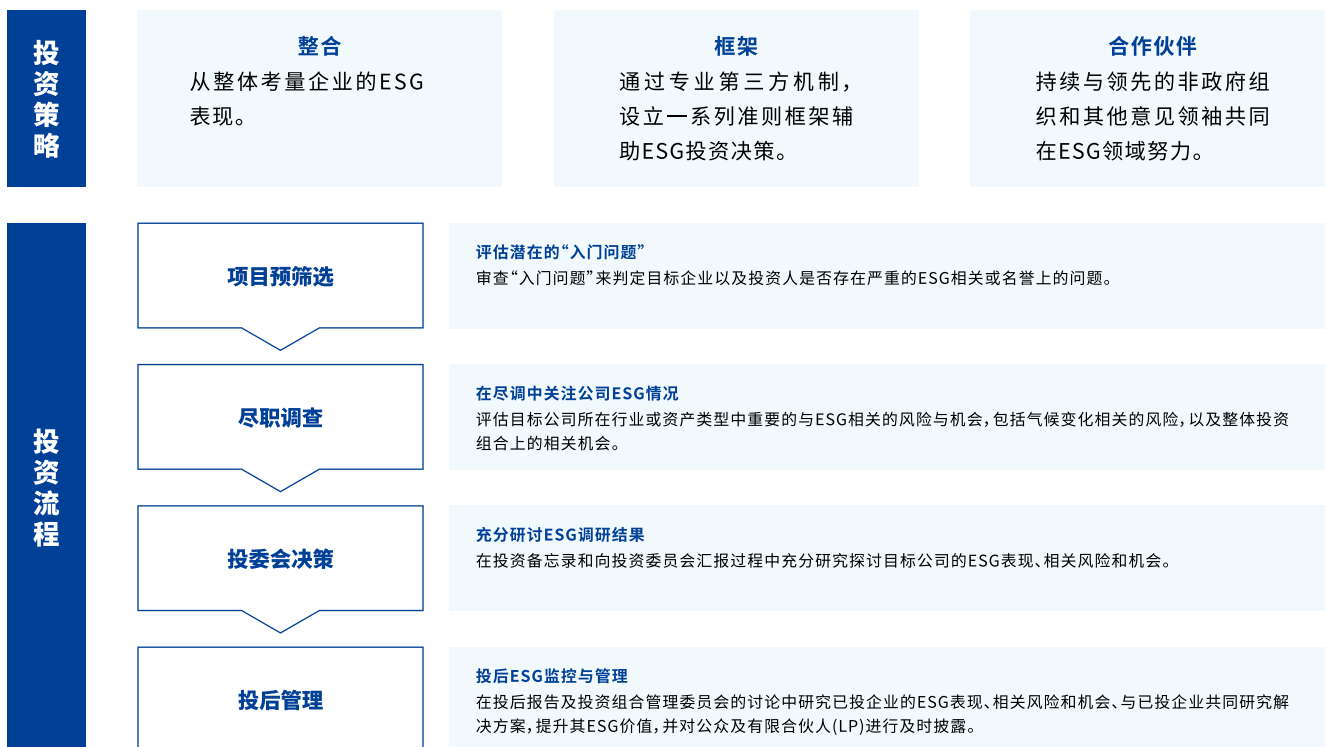 投资策略
整合
从整体考量企业的ESG
表现。
框架
通过专业第三方机制，
设立一系列准则框架辅
助ESG投资决策。
合作伙伴
持续与领先的非政府组
织和其他意见领袖共同
在ESG领域努力。
投资流程
项目预筛选
评估潜在的“入门问题”
审查“入门问题”来判定目标企业以及投资人是否存在严重的ESG相关或名誉上的问题。
尽职调查
在尽调中关注公司ESG情况
评估目标公司所在行业或资产类型中重要的与ESG相关的风险与机会，包括气候变化相关的风险，以及整体投资
组合上的相关机会。
投委会决策
充分研讨ESG调研结果
在投资备忘录和向投资委员会汇报过程中充分研究探讨目标公司的ESG表现、相关风险和机会。
投后管理
投后ESG监控与管理
在投后报告及投资组合管理委员会的讨论中研究已投企业的ESG表现、相关风险和机会、与已投企业共同研究解
决方案，提升其ESG价值，并对公众及有限合伙人(LP)进行及时披露。